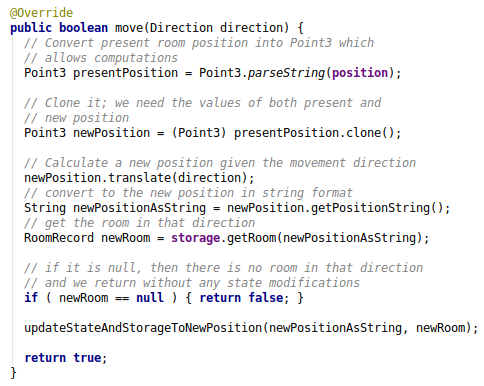 @Override
public boolean move(Direction direction) {
// Convert present room position into Point3 which
// allows computations
Point3 presentPosition = Point3.parseString(position);
// Clone it; we need the values of both present and
// new position
Point3 newPosition = (Point3) presentPosition.clone();
// Calculate a new position given the movement direction
newPosition.translate(direction);
// convert to the new position in string format
String newPositionAsString = newPosition.getPositionString();
// get the room in that direction
RoomRecord newRoom = storage.getRoom(newPositionAsString);
// if it is null, then there is no room in that direction
// and we return without any state modifications
if ( newRoom == null ) { return false; }
updateStateAndStorageToNewPosition(newPositionAsString, newRoom);
return true;
}